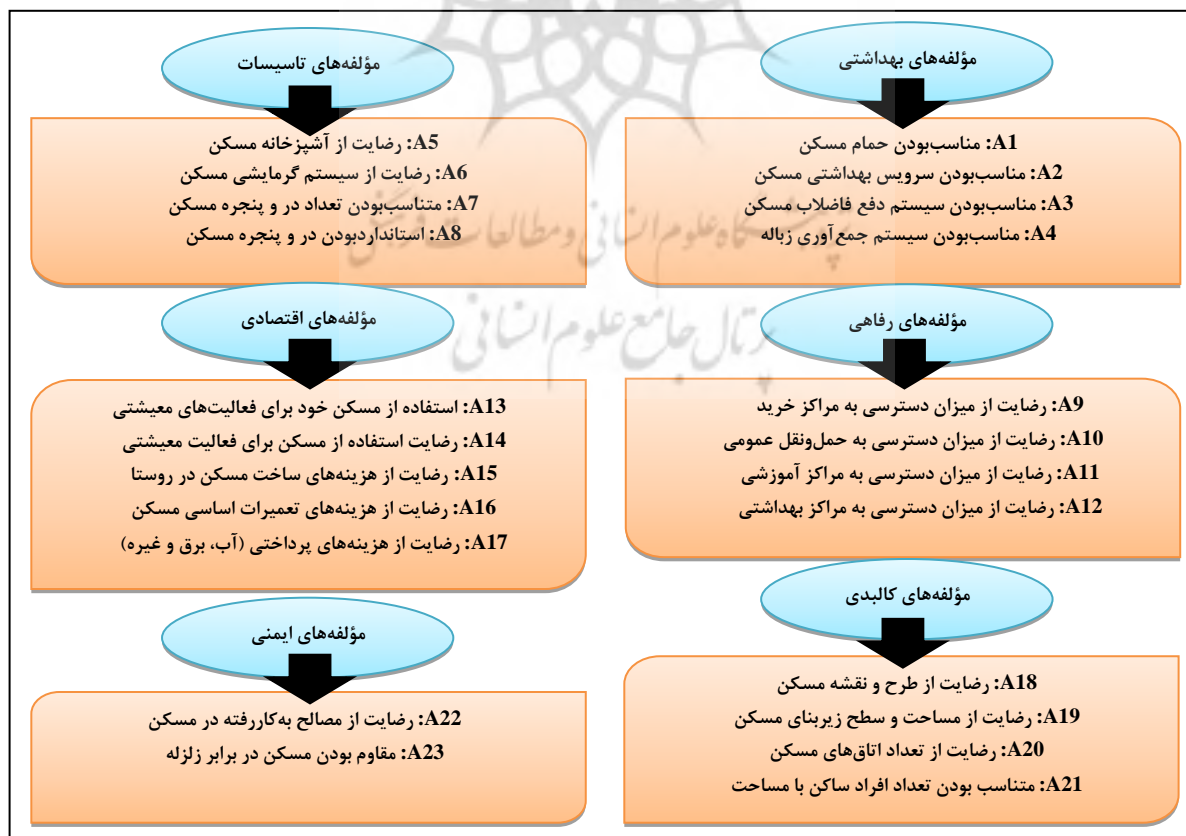 مؤلفه‌های بهداشتی
A1: مناسب‌بودن حمام مسکن
A2: مناسب‌بودن سرویس بهداشتی مسکن
A3: مناسب‌بودن سیستم دفع فاضلاب مسکن
A4: مناسب‌بودن سیستم جمع‌آوری زباله
مؤلفه‌های تاسیسات
A5: رضایت از آشپزخانه مسکن
A6: رضایت از سیستم گرمایشی مسکن
A7: متناسب‌بودن تعداد در و پنجره مسکن
A8: استانداردبودن در و پنجره مسکن
پژوهشگاه علوم انسانی و مطالعات فرهنگی
پرتال جامع علوم انسانی
مؤلفه‌های رفاهی
A9: رضایت از میزان دسترسی به مراکز خرید
A10: رضایت از میزان دسترسی به حمل‌ونقل عمومی
A11: رضایت از میزان دسترسی به مراکز آموزشی
A12: رضایت از میزان دسترسی به مراکز بهداشتی
مؤلفه‌های اقتصادی
A13: استفاده از مسکن خود برای فعالیت‌های معیشتی
A14: رضایت استفاده از مسکن برای فعالیت معیشتی
A15: رضایت از هزینه‌های ساخت مسکن در روستا
A16: رضایت از هزینه‌های تعمیرات اساسی مسکن
A17: رضایت از هزینه‌های پرداختی (آب، برق و غیره)
مؤلفه‌های کالبدی
A18: رضایت از طرح و نقشه مسکن
A19: رضایت از مساحت و سطح زیربنای مسکن
A20: رضایت از تعداد اتاق‌های مسکن
A21: متناسب بودن تعداد افراد ساکن با مساحت
مؤلفه‌های ایمنی
A22: رضایت از مصالح به‌کاررفته در مسکن
A23: مقاوم بودن مسکن در برابر زلزله